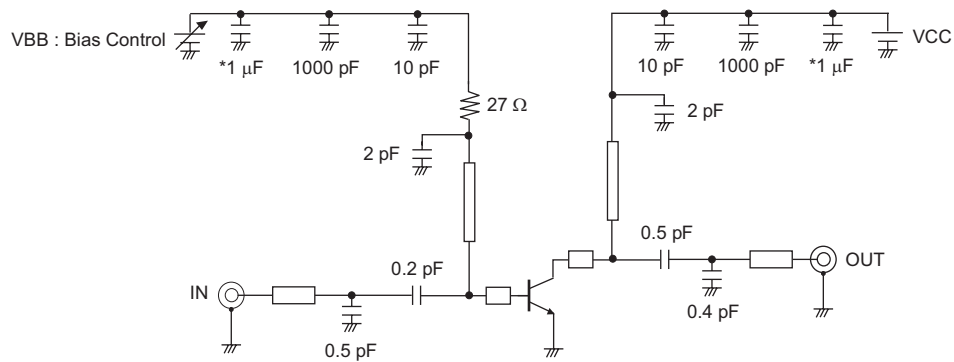 VBB : Bias Control
*1 μF
1000 pF
10 pF
10 pF
1000 pF
*1 μF
VCC
27 Ω
2 pF
2 pF
0.5 pF
OUT
0.2 pF
IN
0.4 pF
0.5 pF